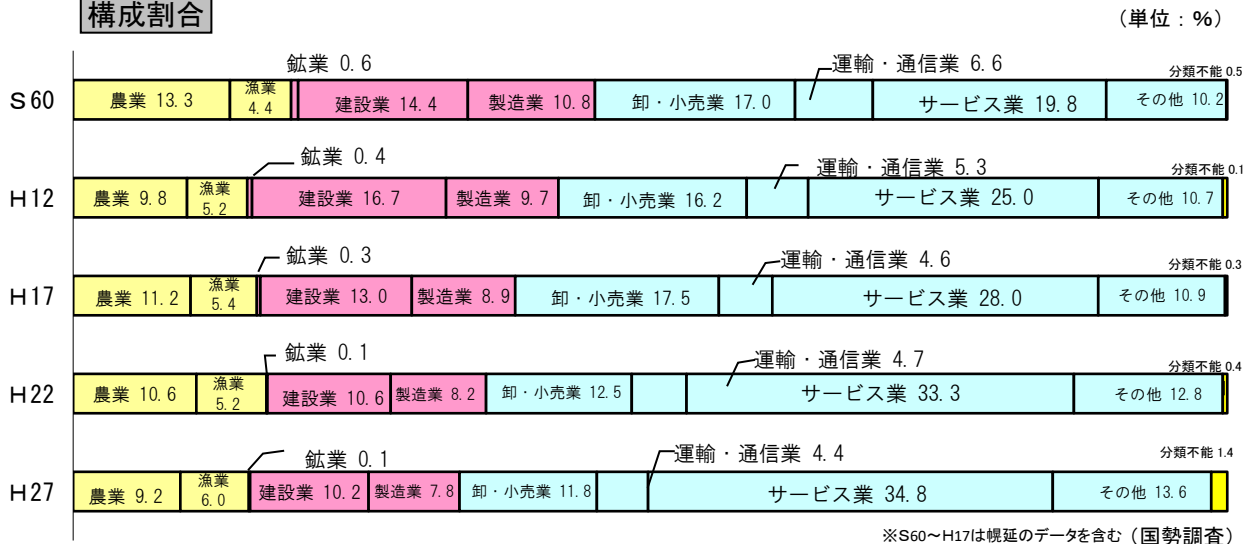 構成割合
（単位：％）
鉱業 0.6
運輸・通信業 6.6
分類不能 0.5
S60
農業 13.3
漁業
4.4
建設業 14.4
製造業 10.8
卸・小売業 17.0
サービス業 19.8
その他 10.2
鉱業 0.4
運輸・通信業 5.3
分類不能 0.1
H12
農業 9.8
漁業
5.2
建設業 16.7
製造業 9.7
卸・小売業 16.2
サービス業 25.0
その他 10.7
鉱業 0.3
運輸・通信業 4.6
分類不能 0.3
H17
農業 11.2
漁業
5.4
建設業 13.0
製造業 8.9
卸・小売業 17.5
サービス業 28.0
その他 10.9
鉱業 0.1
運輸・通信業 4.7
分類不能 0.4
H22
農業 10.6
漁業
5.2
建設業 10.6
製造業 8.2
卸・小売業 12.5
サービス業 33.3
その他 12.8
鉱業 0.1
運輸・通信業 4.4
分類不能 1.4
H27
農業 9.2
漁業
6.0
建設業 10.2
製造業 7.8
卸・小売業 11.8
サービス業 34.8
その他 13.6
※S60～H17は幌延のデータを含む（国勢調査）